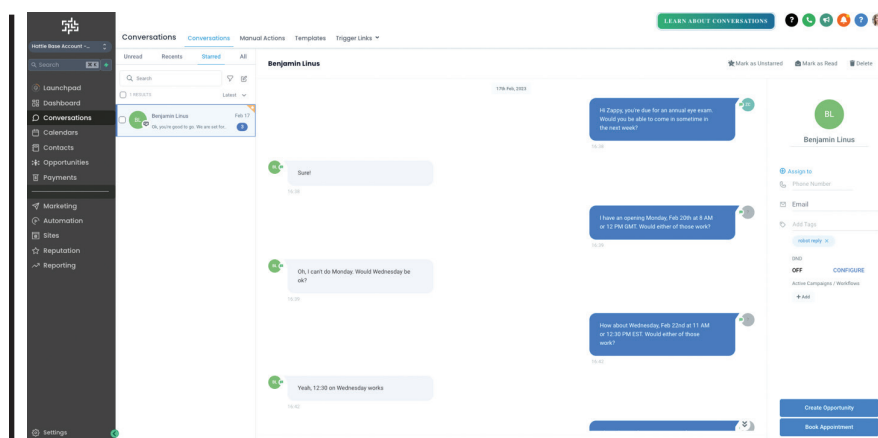 LEARN ABOUT CONVERSATIONS
Conversations
Conversations
Manual Actions
Templates
Trigger Links
Hattie Base Account -...
Search
Launchpad
Dashboard
Conversations
Calendars
Contacts
Opportunities
Payments
Marketing
Automation
Sites
Reputation
Reporting
Settings
Unread
Recents
Starred
All
Search
1 RESULTS
Latest
BL
Benjamin Linus
Feb 17
Ok, you're good to go. We are set for.
3
Benjamin Linus
Mark as Unstarred
Mark as Read
Delete
17th Feb, 2023
Hi Zappy, you're due for an annual eye exam.
Would you be able to come in sometime in
the next week?
Sure!
I have an opening Monday, Feb 20th at 8 AM
or 12 PM GMT. Would either of those work?
Oh, I can't do Monday. Would Wednesday be
ok?
How about Wednesday, Feb 22nd at 11 AM
or 12:30 PM EST. Would either of those
work?
16:42
Yeah, 12:30 on Wednesday works
16:42
BL
Benjamin Linus
Assign to
Phone Number
Email
Add Tags
robot reply x
DND
OFF
CONFIGURE
Active Campaigns / Workflows
+ Add
Create Opportunity
Book Appointment